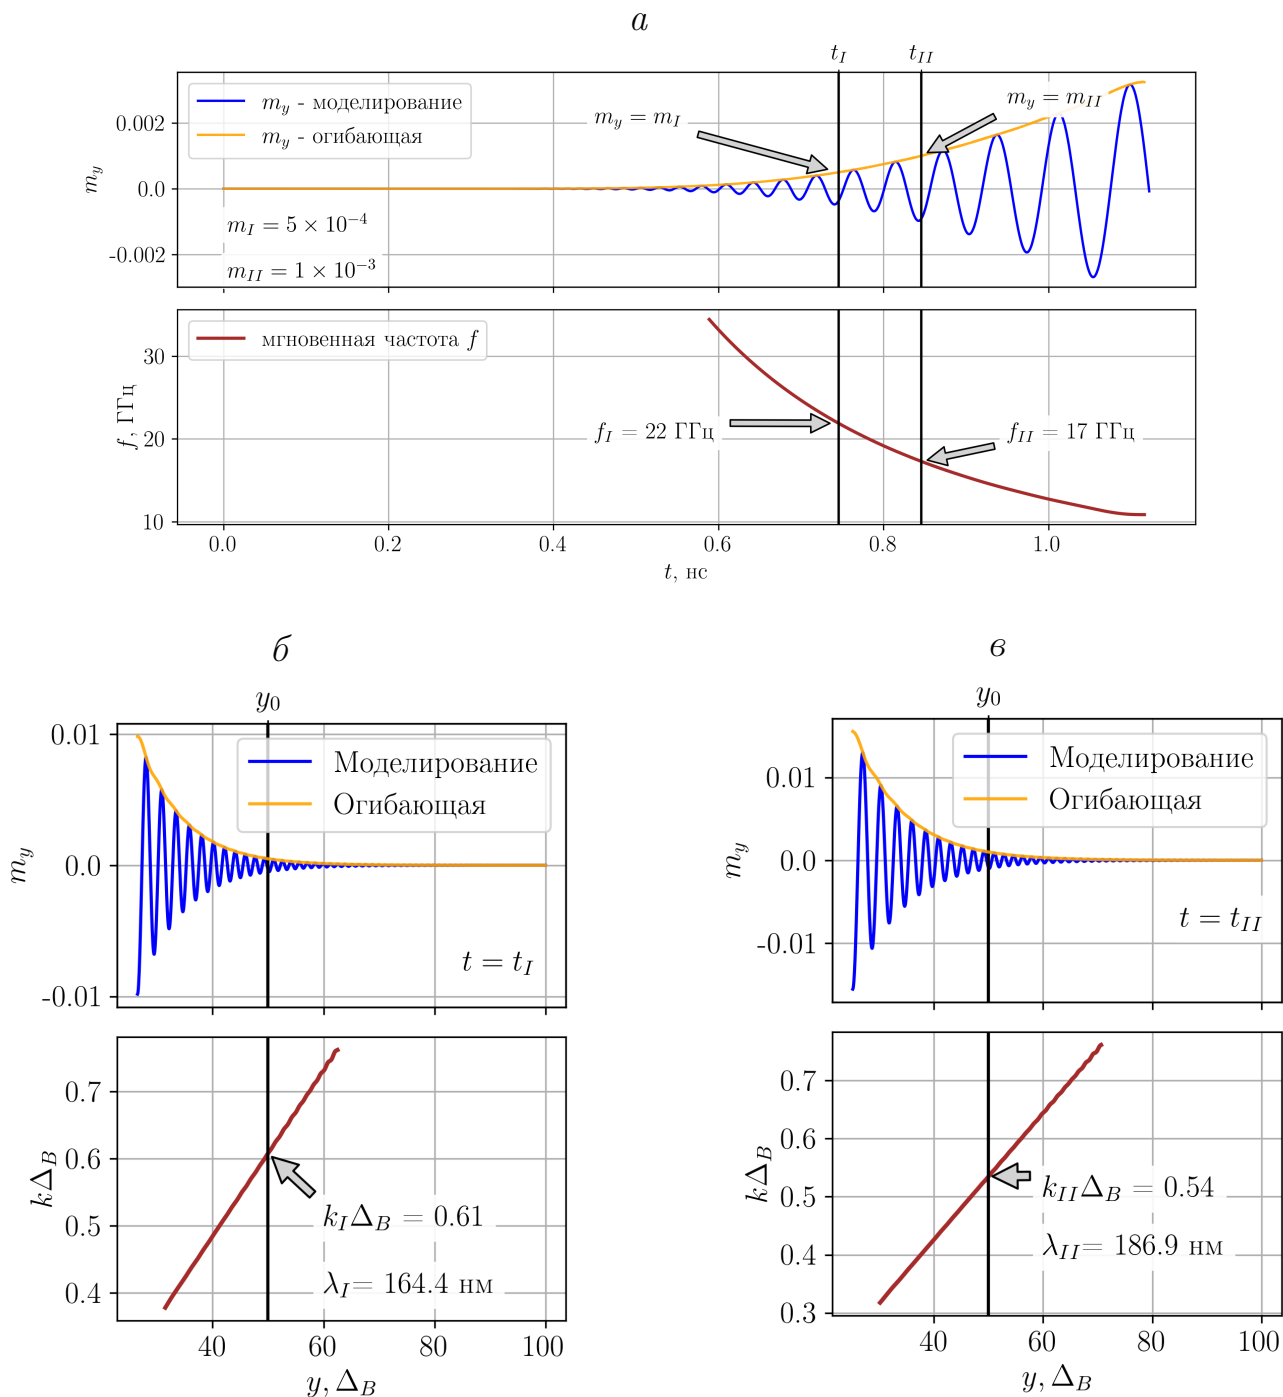 а
t_I t_II
m_y - моделирование
m_y - огибающая
m_y = m_I
m_y = m_II
0.002
0.0
-0.002
m_y
m_I = 5 × 10^−4
m_II = 1 × 10^−3
мгновенная частота f
30
20
10
f, ГГц
f_I = 22 ГГц
f_II = 17 ГГц
0.0 0.2 0.4 0.6 0.8 1.0
t, нс
б
y_0
0.01
0.0
-0.01
m_y
Моделирование
Огибающая
t = t_I
0.7
0.6
0.5
0.4
kΔ_B
k_IΔ_B = 0.61
λ_I= 164.4 нм
40 60 80 100
y, Δ_B
в
y_0
0.01
0.0
-0.01
m_y
Моделирование
Огибающая
t = t_II
0.7
0.6
0.5
0.4
0.3
kΔ_B
k_IIΔ_B = 0.54
λ_II= 186.9 нм
40 60 80 100
y, Δ_B